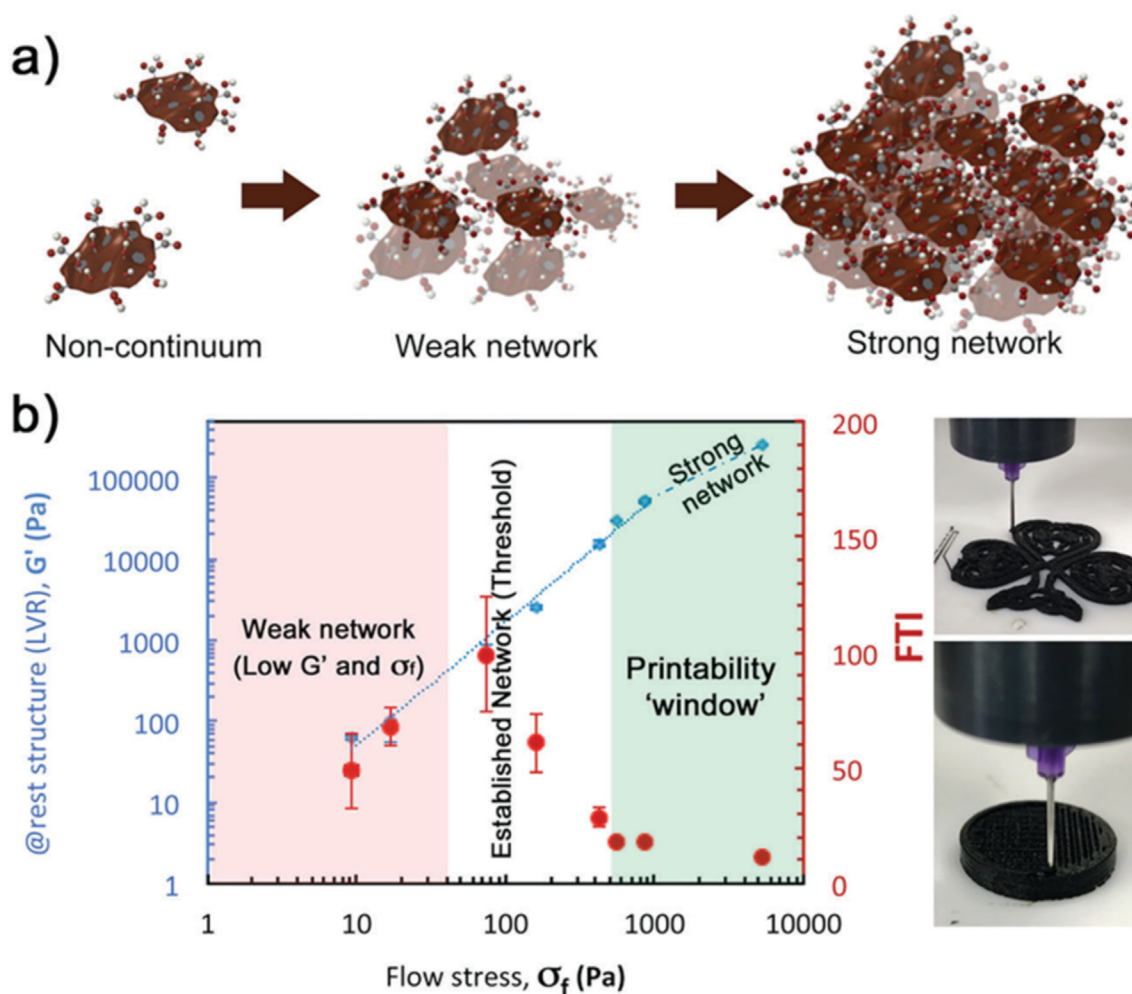 a)
Non-continuum
Weak network
Strong network
b)
@rest structure (LVR), G' (Pa)
100000
10000
1000
100
10
1
Weak network
(Low G' and σf)
Established Network (Threshold)
Strong
network
Printability
'window'
200
150
100
50
0
FTI
1
10
100
1000
10000
Flow stress, σf (Pa)